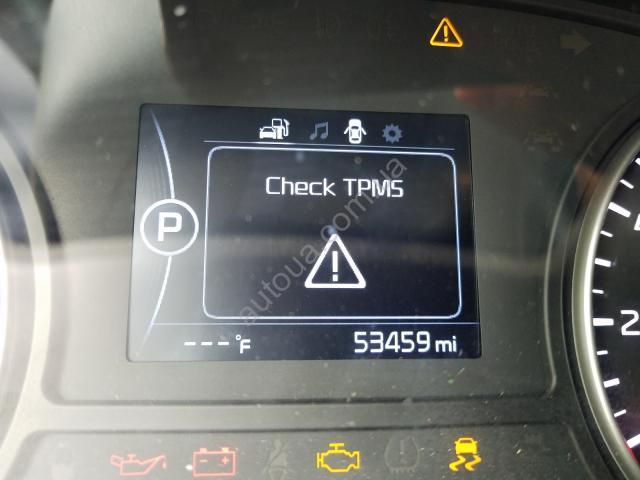 Check TPMS
P
autoua.com.ua
---°F
53459 mi
2